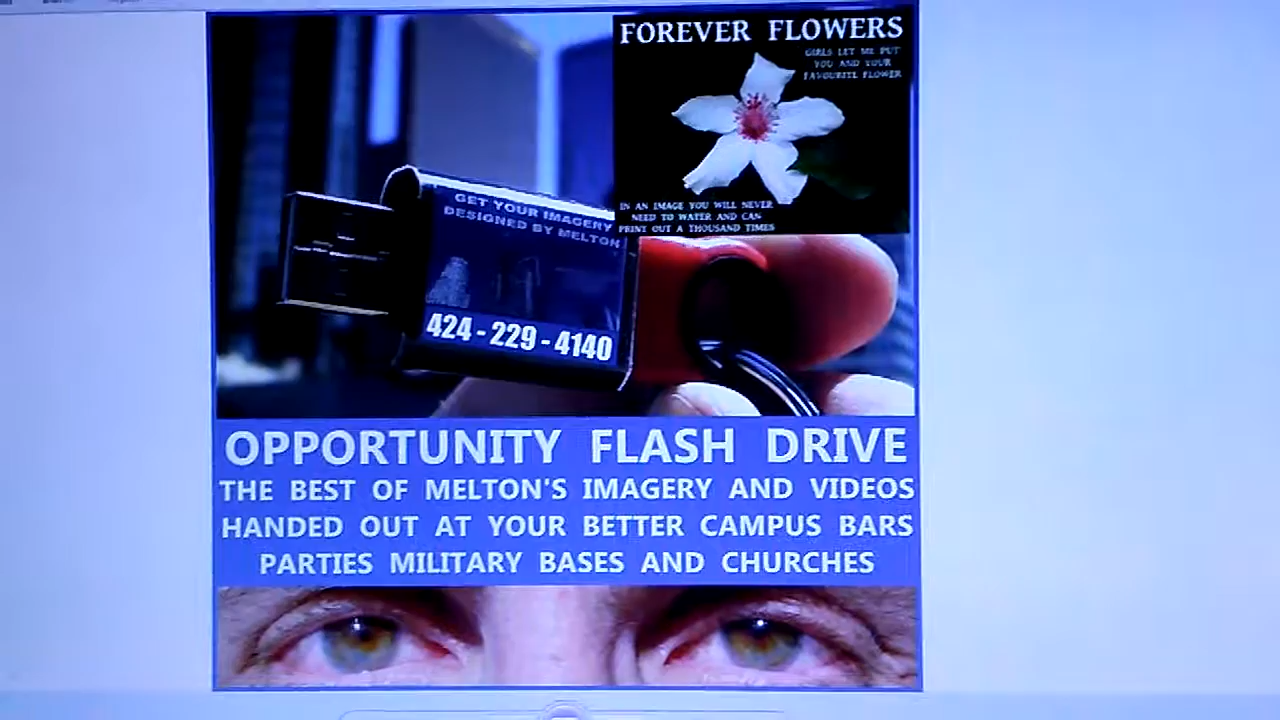 FOREVER FLOWERS
GIRLS LET ME PUT
YOU AND YOUR
FAVOURITE FLOWER
IN AN IMAGE YOU WILL NEVER
NEED TO WATER AND CAN
PRINT OUT A THOUSAND TIMES
GET YOUR IMAGERY
DESIGNED BY MELTON
424 - 229 - 4140
OPPORTUNITY FLASH DRIVE
THE BEST OF MELTON'S IMAGERY AND VIDEOS
HANDED OUT AT YOUR BETTER CAMPUS BARS
PARTIES MILITARY BASES AND CHURCHES